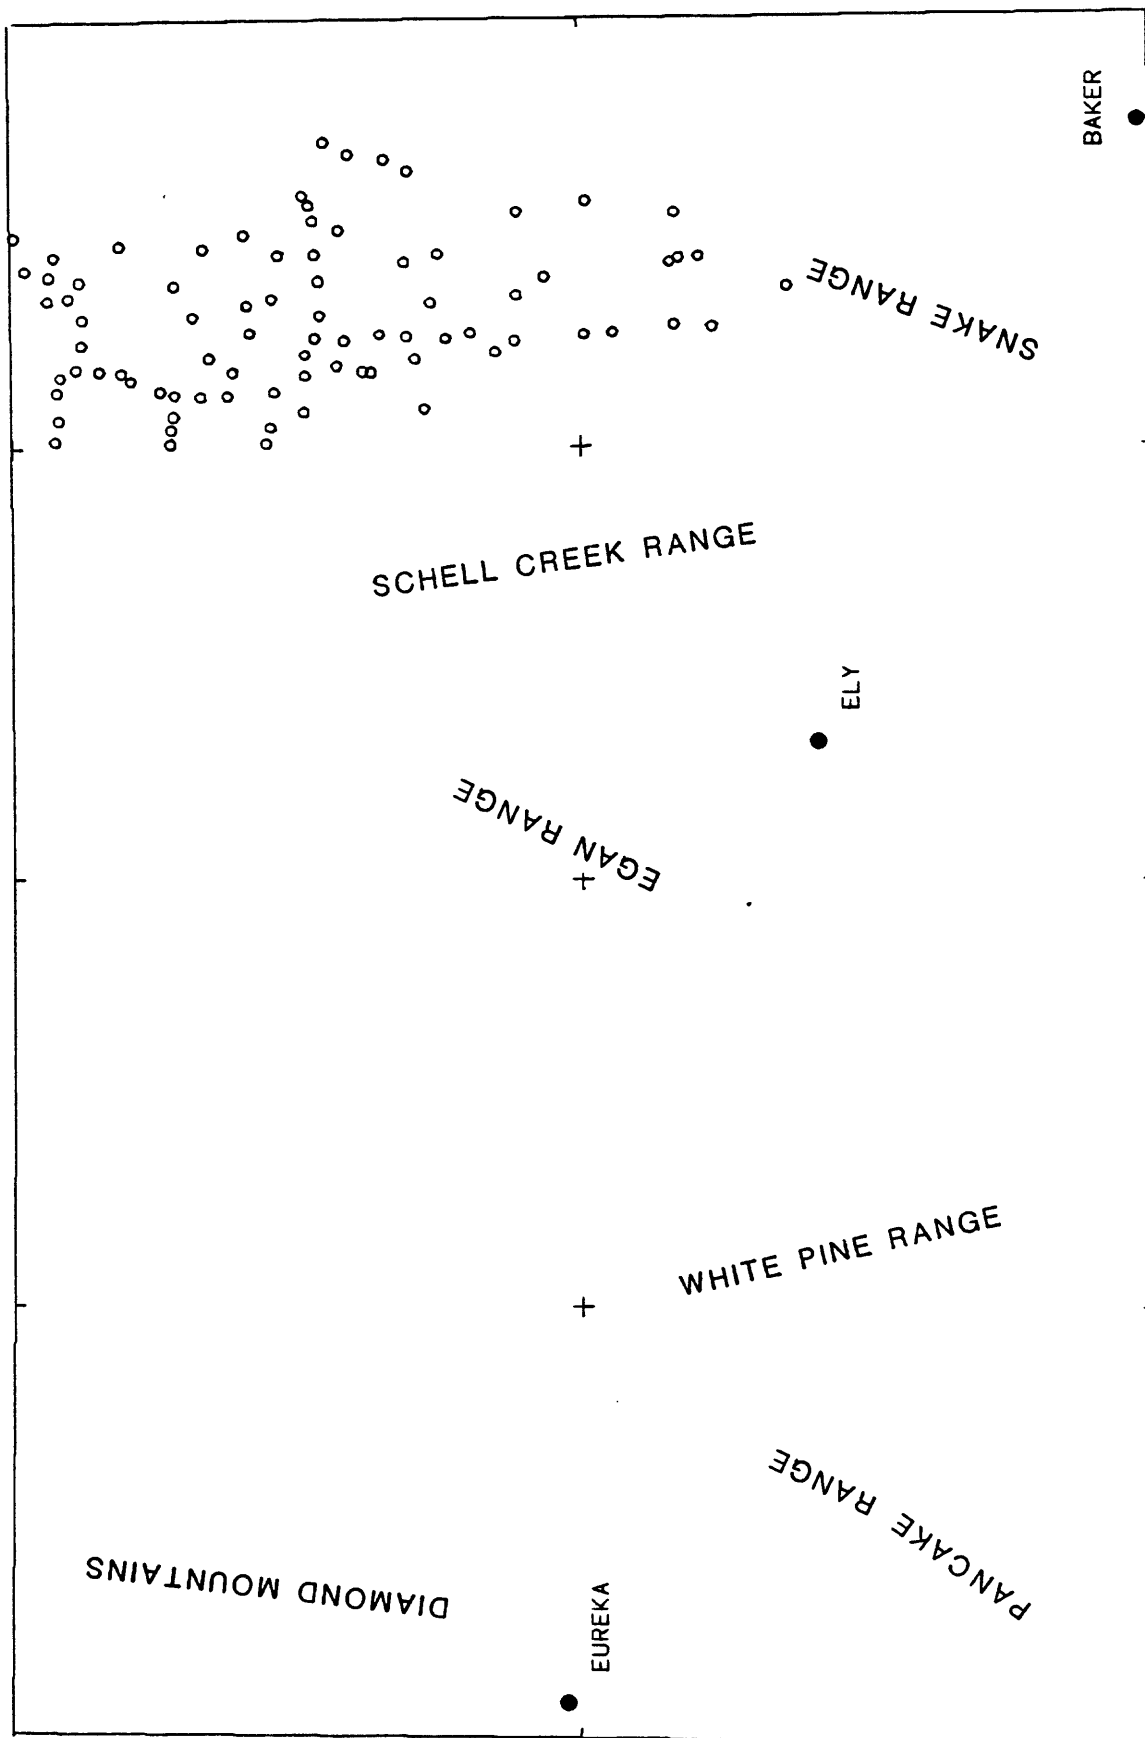 BAKER
SNAKE RANGE
SCHELL CREEK RANGE
ELY
EGAN RANGE
WHITE PINE RANGE
PANCAKE RANGE
DIAMOND MOUNTAINS
EUREKA